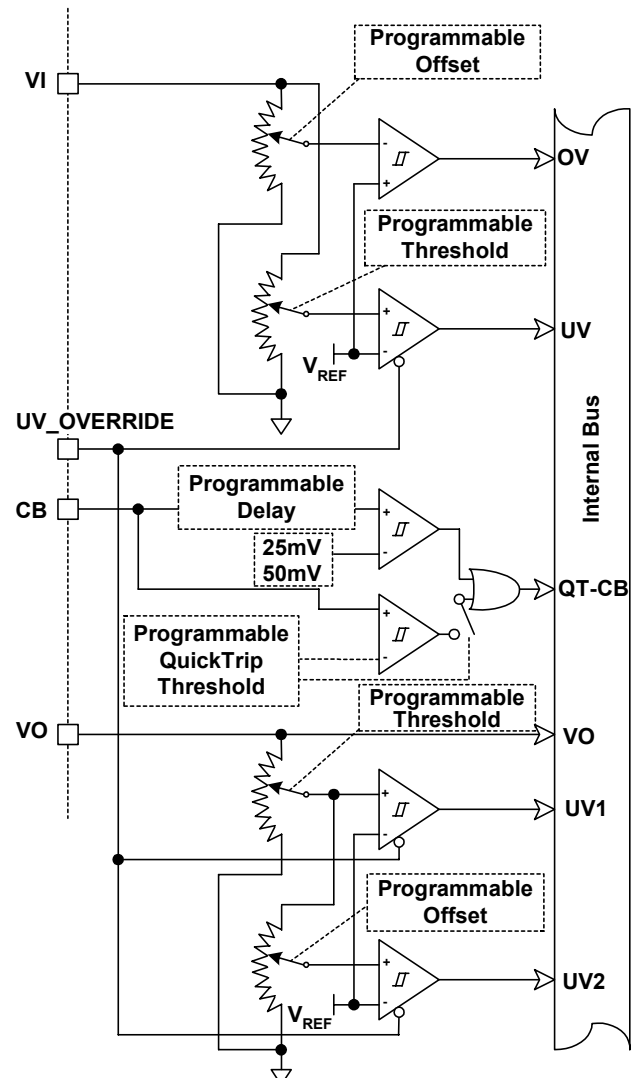 Programmable
Offset
VI
OV
Programmable
Threshold
UV
VREF
UV_OVERRIDE
Internal Bus
CB
Programmable
Delay
25mV
50mV
QT-CB
Programmable
QuickTrip
Threshold
Programmable
Threshold
VO
VO
UV1
Programmable
Offset
UV2
VREF
- + + - + - + - + - + -